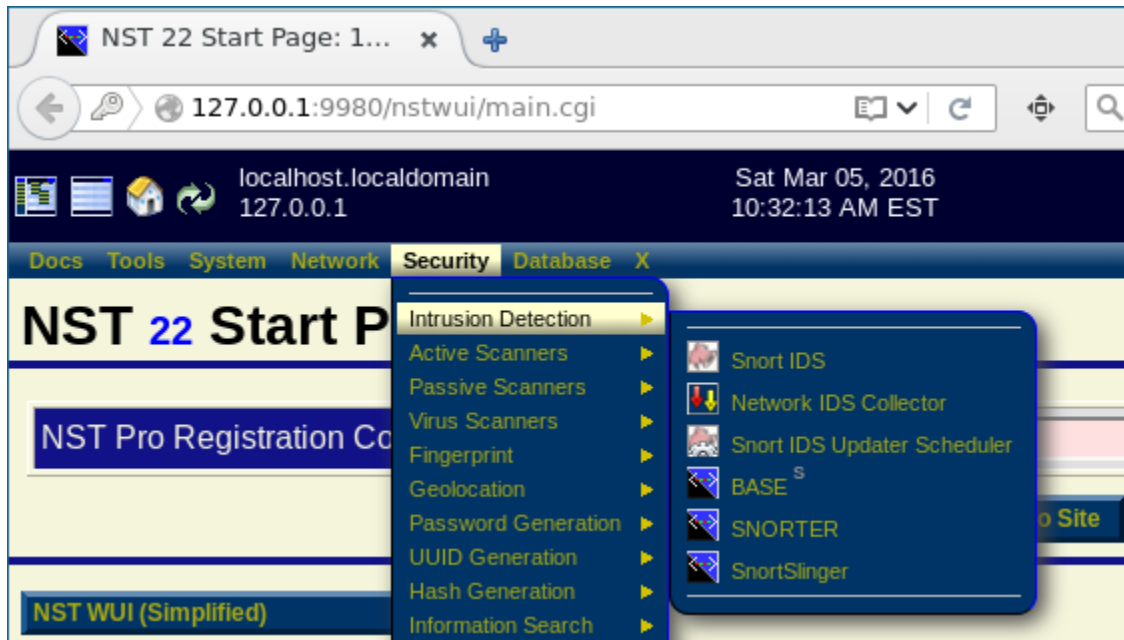 NST 22 Start Page: 1...
127.0.0.1:9980/nstwui/main.cgi
localhost.localdomain
127.0.0.1
Sat Mar 05, 2016
10:32:13 AM EST
Docs Tools System Network Security Database X
NST 22 Start P
NST Pro Registration Co
o Site
NST WUI (Simplified)
Intrusion Detection
Active Scanners
Passive Scanners
Virus Scanners
Fingerprint
Geolocation
Password Generation
UUID Generation
Hash Generation
Information Search
Snort IDS
Network IDS Collector
Snort IDS Updater Scheduler
BASE S
SNORTER
SnortSlinger